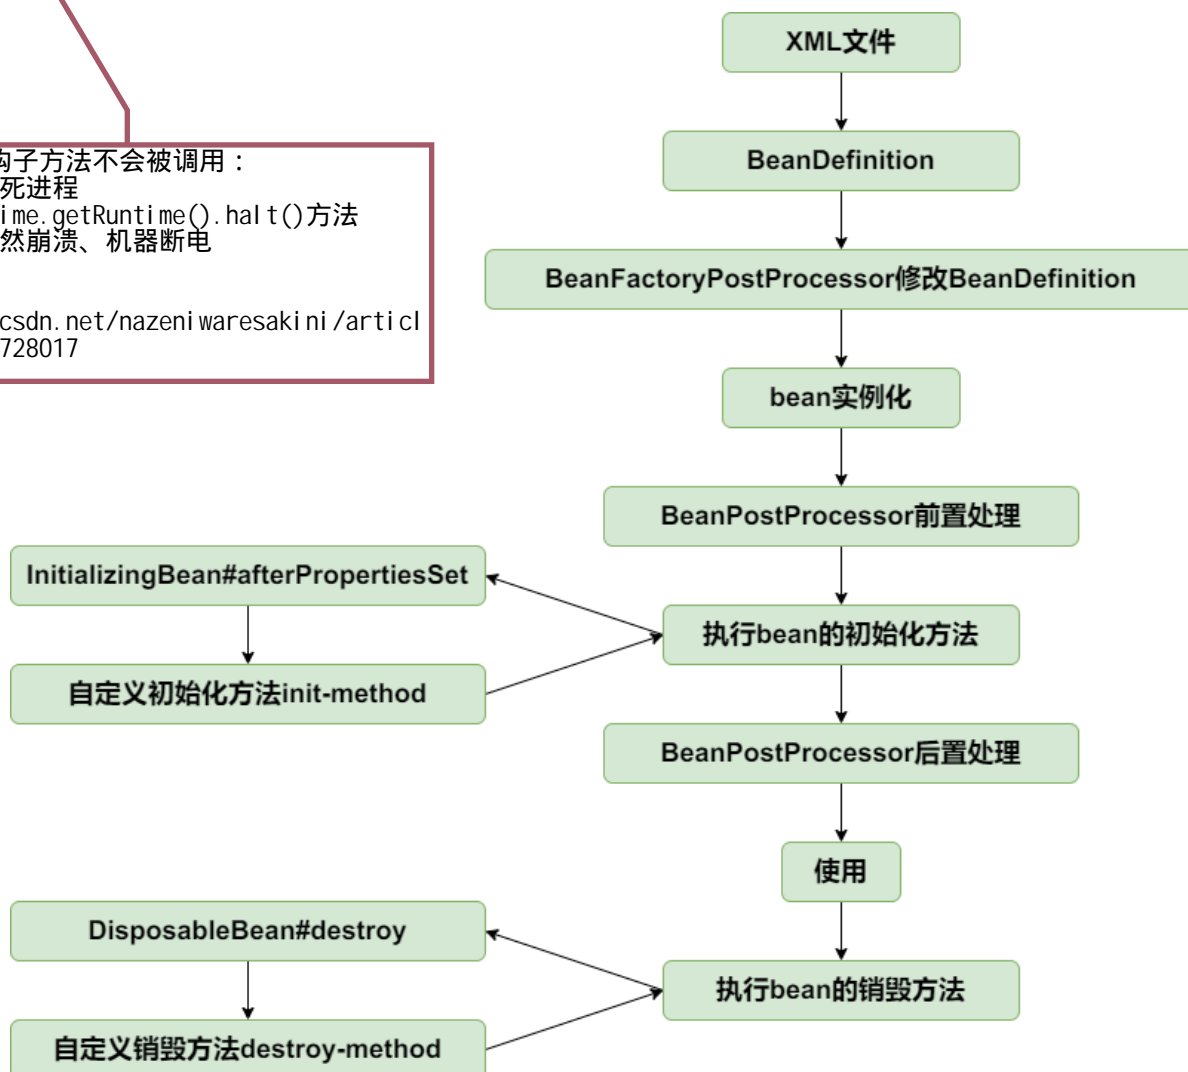 钩子方法不会被调用：
死进程
ime.getRuntime().halt()方法
然崩溃、机器断电
csdn.net/nazeniwaresakini/articl
728017
XML文件
BeanDefinition
BeanFactoryPostProcessor修改BeanDefinition
bean实例化
BeanPostProcessor前置处理
InitializingBean#afterPropertiesSet
执行bean的初始化方法
自定义初始化方法init-method
BeanPostProcessor后置处理
使用
DisposableBean#destroy
执行bean的销毁方法
自定义销毁方法destroy-method